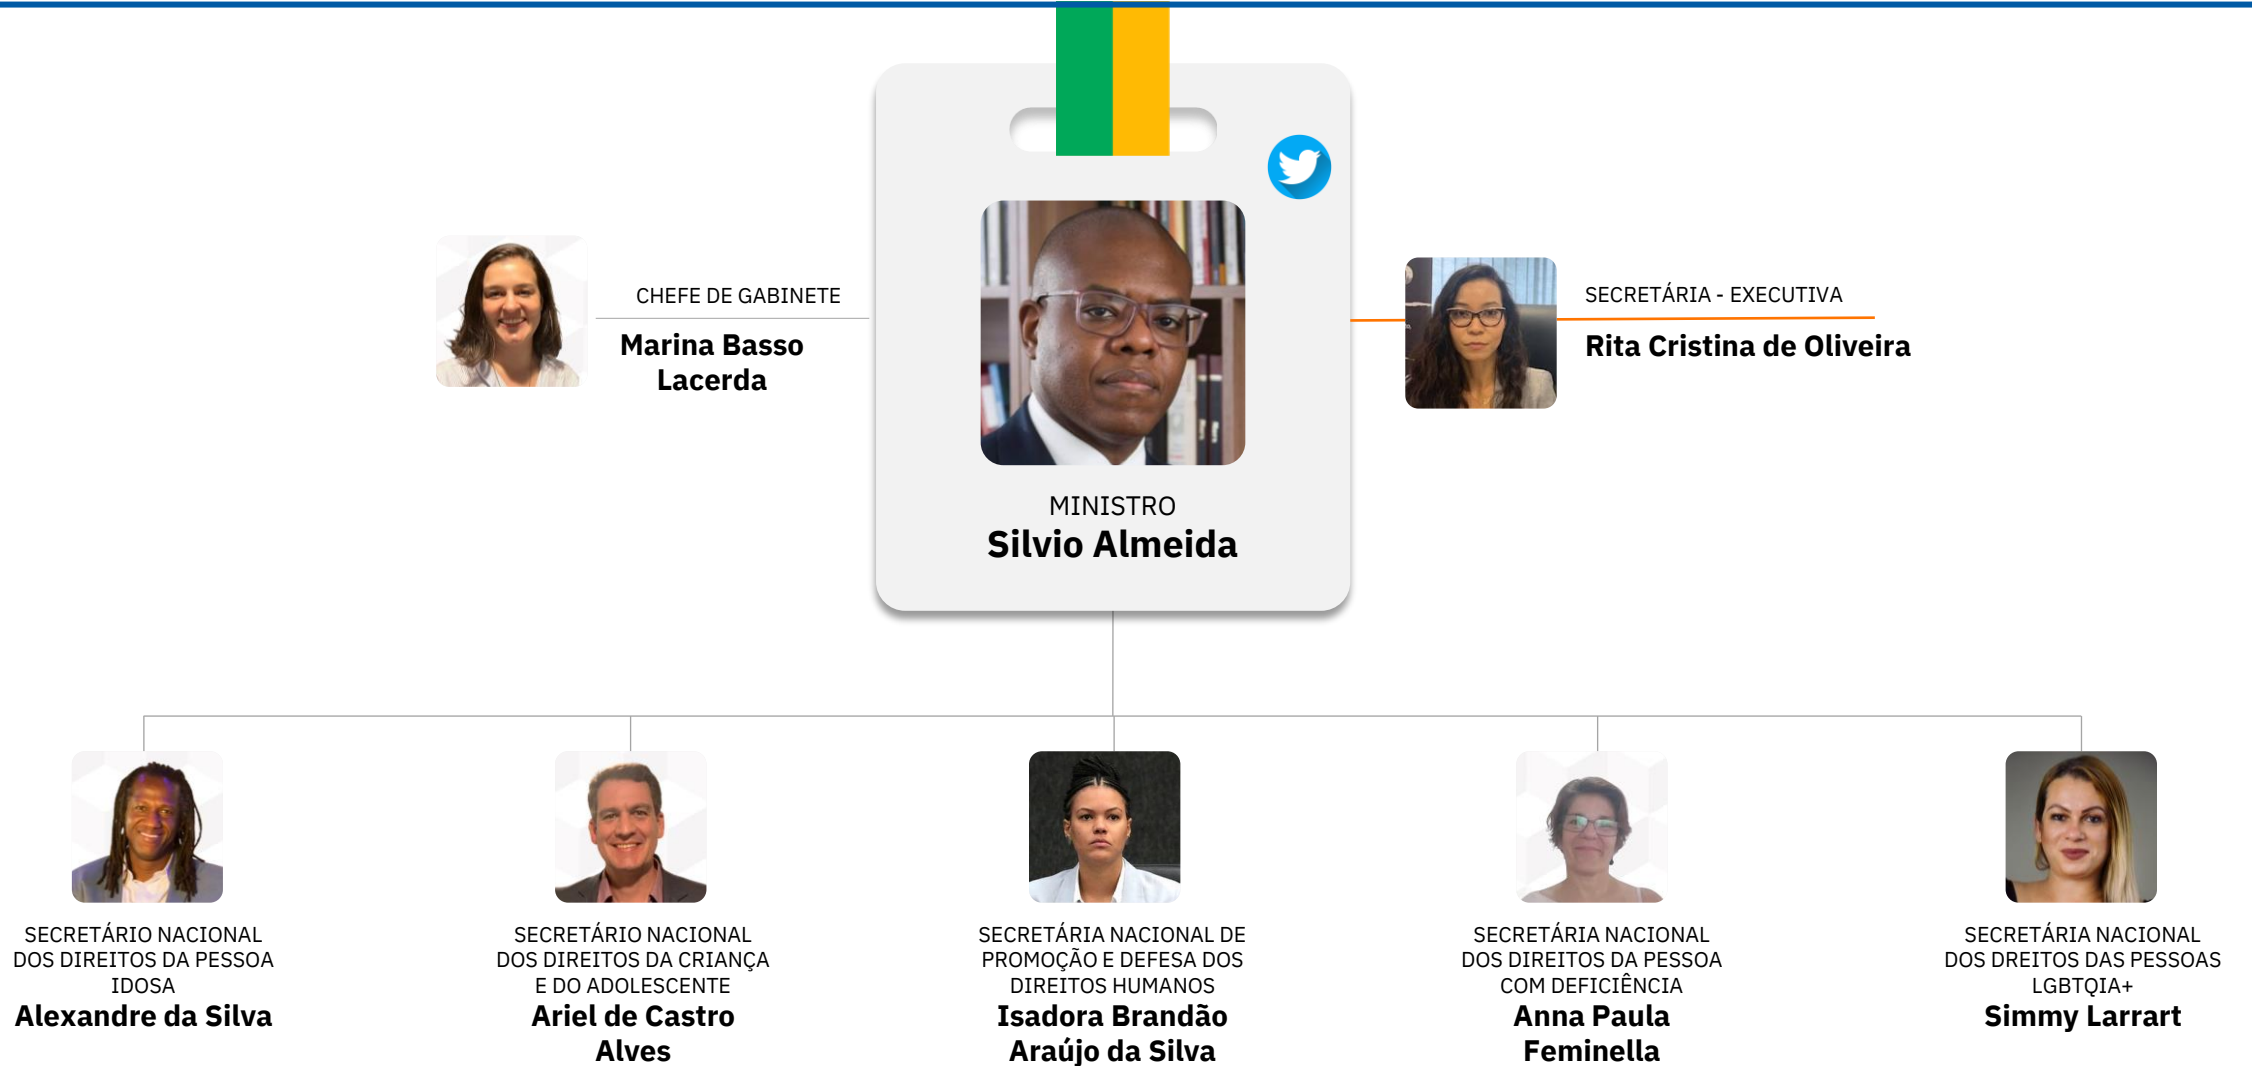 CHEFE DE GABINETE
Marina Basso
Lacerda
MINISTRO
Silvio Almeida
SECRETÁRIA - EXECUTIVA
Rita Cristina de Oliveira
SECRETÁRIO NACIONAL
DOS DIREITOS DA PESSOA
IDOSA
Alexandre da Silva
SECRETÁRIO NACIONAL
DOS DIREITOS DA CRIANÇA
E DO ADOLESCENTE
Ariel de Castro
Alves
SECRETÁRIA NACIONAL DE
PROMOÇÃO E DEFESA DOS
DIREITOS HUMANOS
Isadora Brandão
Araújo da Silva
SECRETÁRIA NACIONAL
DOS DIREITOS DA PESSOA
COM DEFICIÊNCIA
Anna Paula
Feminella
SECRETÁRIA NACIONAL
DOS DREITOS DAS PESSOAS
LGBTQIA+
Simmy Larrart